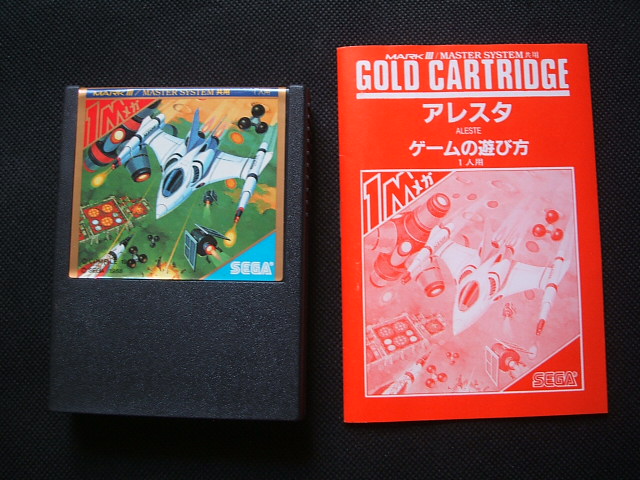 MARK III / MASTER SYSTEM 共用 1人用
1Mメガ
SEGA
MARK III / MASTER SYSTEM 共用
GOLD CARTRIDGE
アレスタ
ALESTE
ゲームの遊び方
1人用
1Mメガ
SEGA